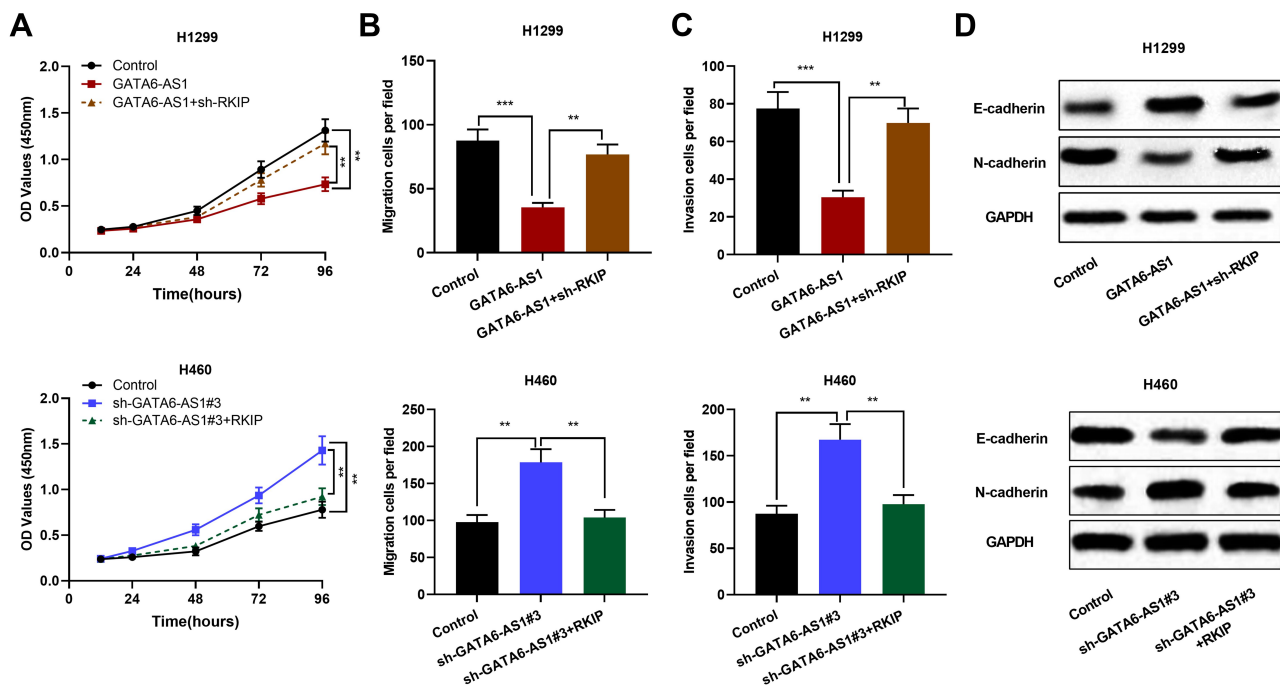 A
H1299
Control
GATA6-AS1
GATA6-AS1+sh-RKIP
OD Values (450nm)
2.0
1.5
1.0
0.5
0.0
**
**
0
24
48
72
96
Time(hours)
B
H1299
Migration cells per field
150
100
50
0
***
**
Control
GATA6-AS1
GATA6-AS1+sh-RKIP
C
H1299
Invasion cells per field
100
80
60
40
20
0
***
**
Control
GATA6-AS1
GATA6-AS1+sh-RKIP
D
H1299
E-cadherin
N-cadherin
GAPDH
Control
GATA6-AS1
GATA6-AS1+sh-RKIP
H460
Control
sh-GATA6-AS1#3
sh-GATA6-AS1#3+RKIP
OD Values (450nm)
2.0
1.5
1.0
0.5
0.0
**
**
0
24
48
72
96
Time(hours)
H460
Migration cells per field
250
200
150
100
50
0
**
**
Control
sh-GATA6-AS1#3
sh-GATA6-AS1#3+RKIP
H460
Invasion cells per field
200
150
100
50
0
**
**
Control
sh-GATA6-AS1#3
sh-GATA6-AS1#3+RKIP
H460
E-cadherin
N-cadherin
GAPDH
Control
sh-GATA6-AS1#3
sh-GATA6-AS1#3
+RKIP